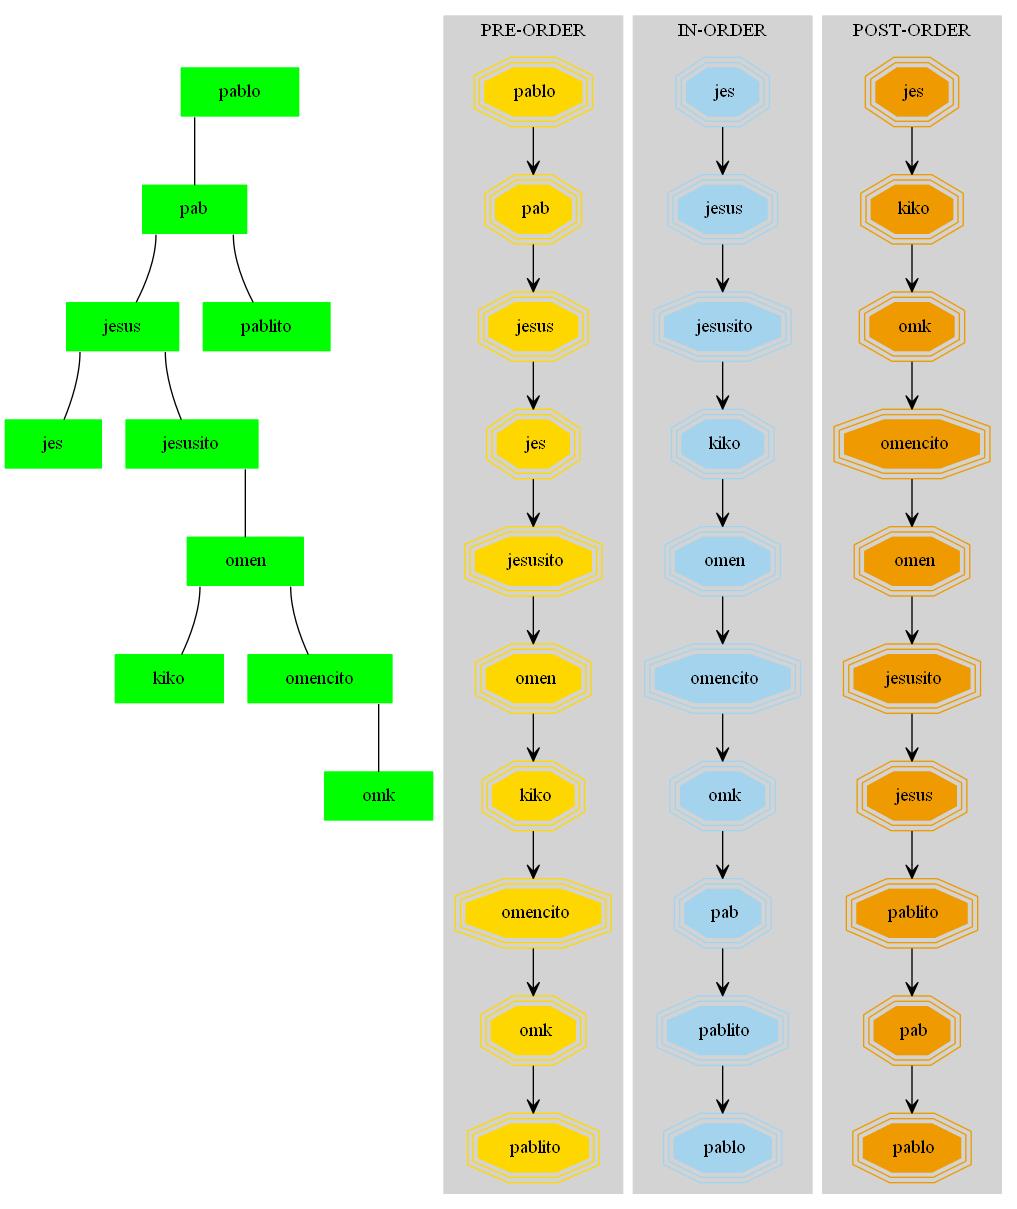 PRE-ORDER IN-ORDER POST-ORDER
pablo pablo jes jes
pab pab jesus kiko
jesus pablito jesus jesusito omk
jes jesusito jes kiko omencito
omen jesusito omen omen
kiko omencito omen omencito jesusito
omk kiko omk jesus
omencito pab pablito
omk pablito pab
pablito pablo pablo